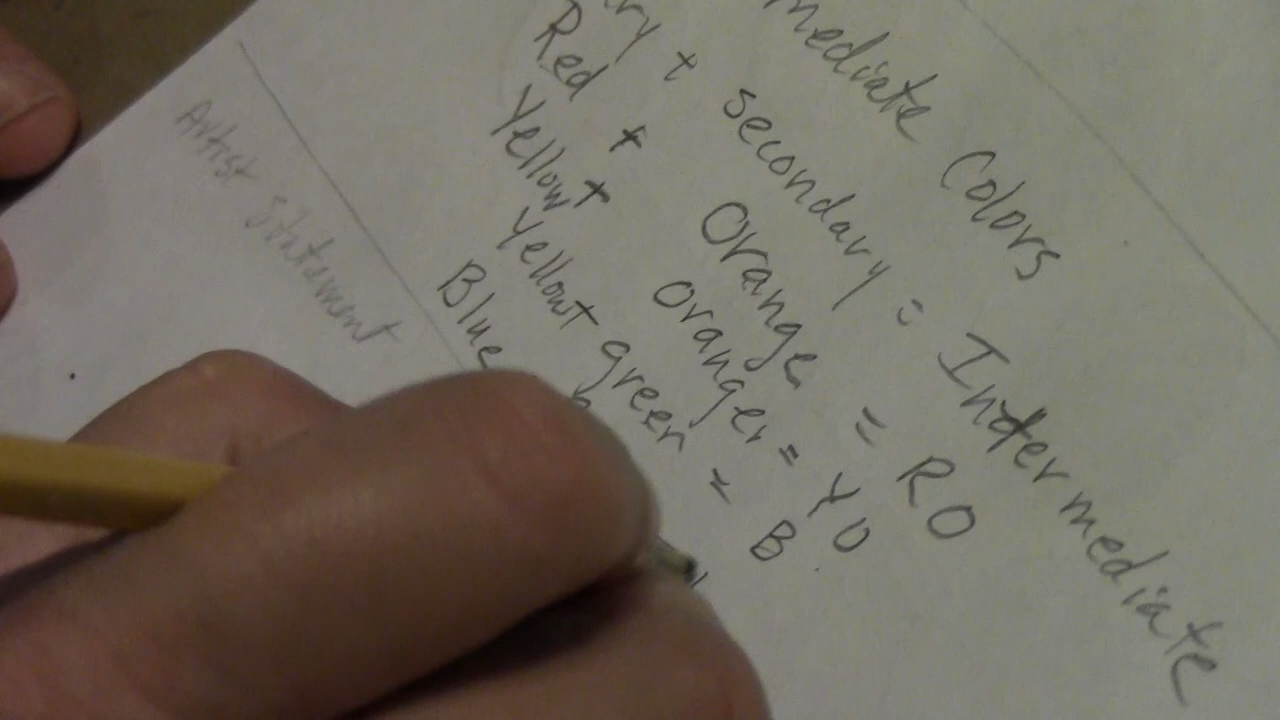 mediate Colors
ry + secondary = Intermediate
Red + Orange = RO
Yellow + Orange = YO
Yellow + green = B
Blue
Artist Statement